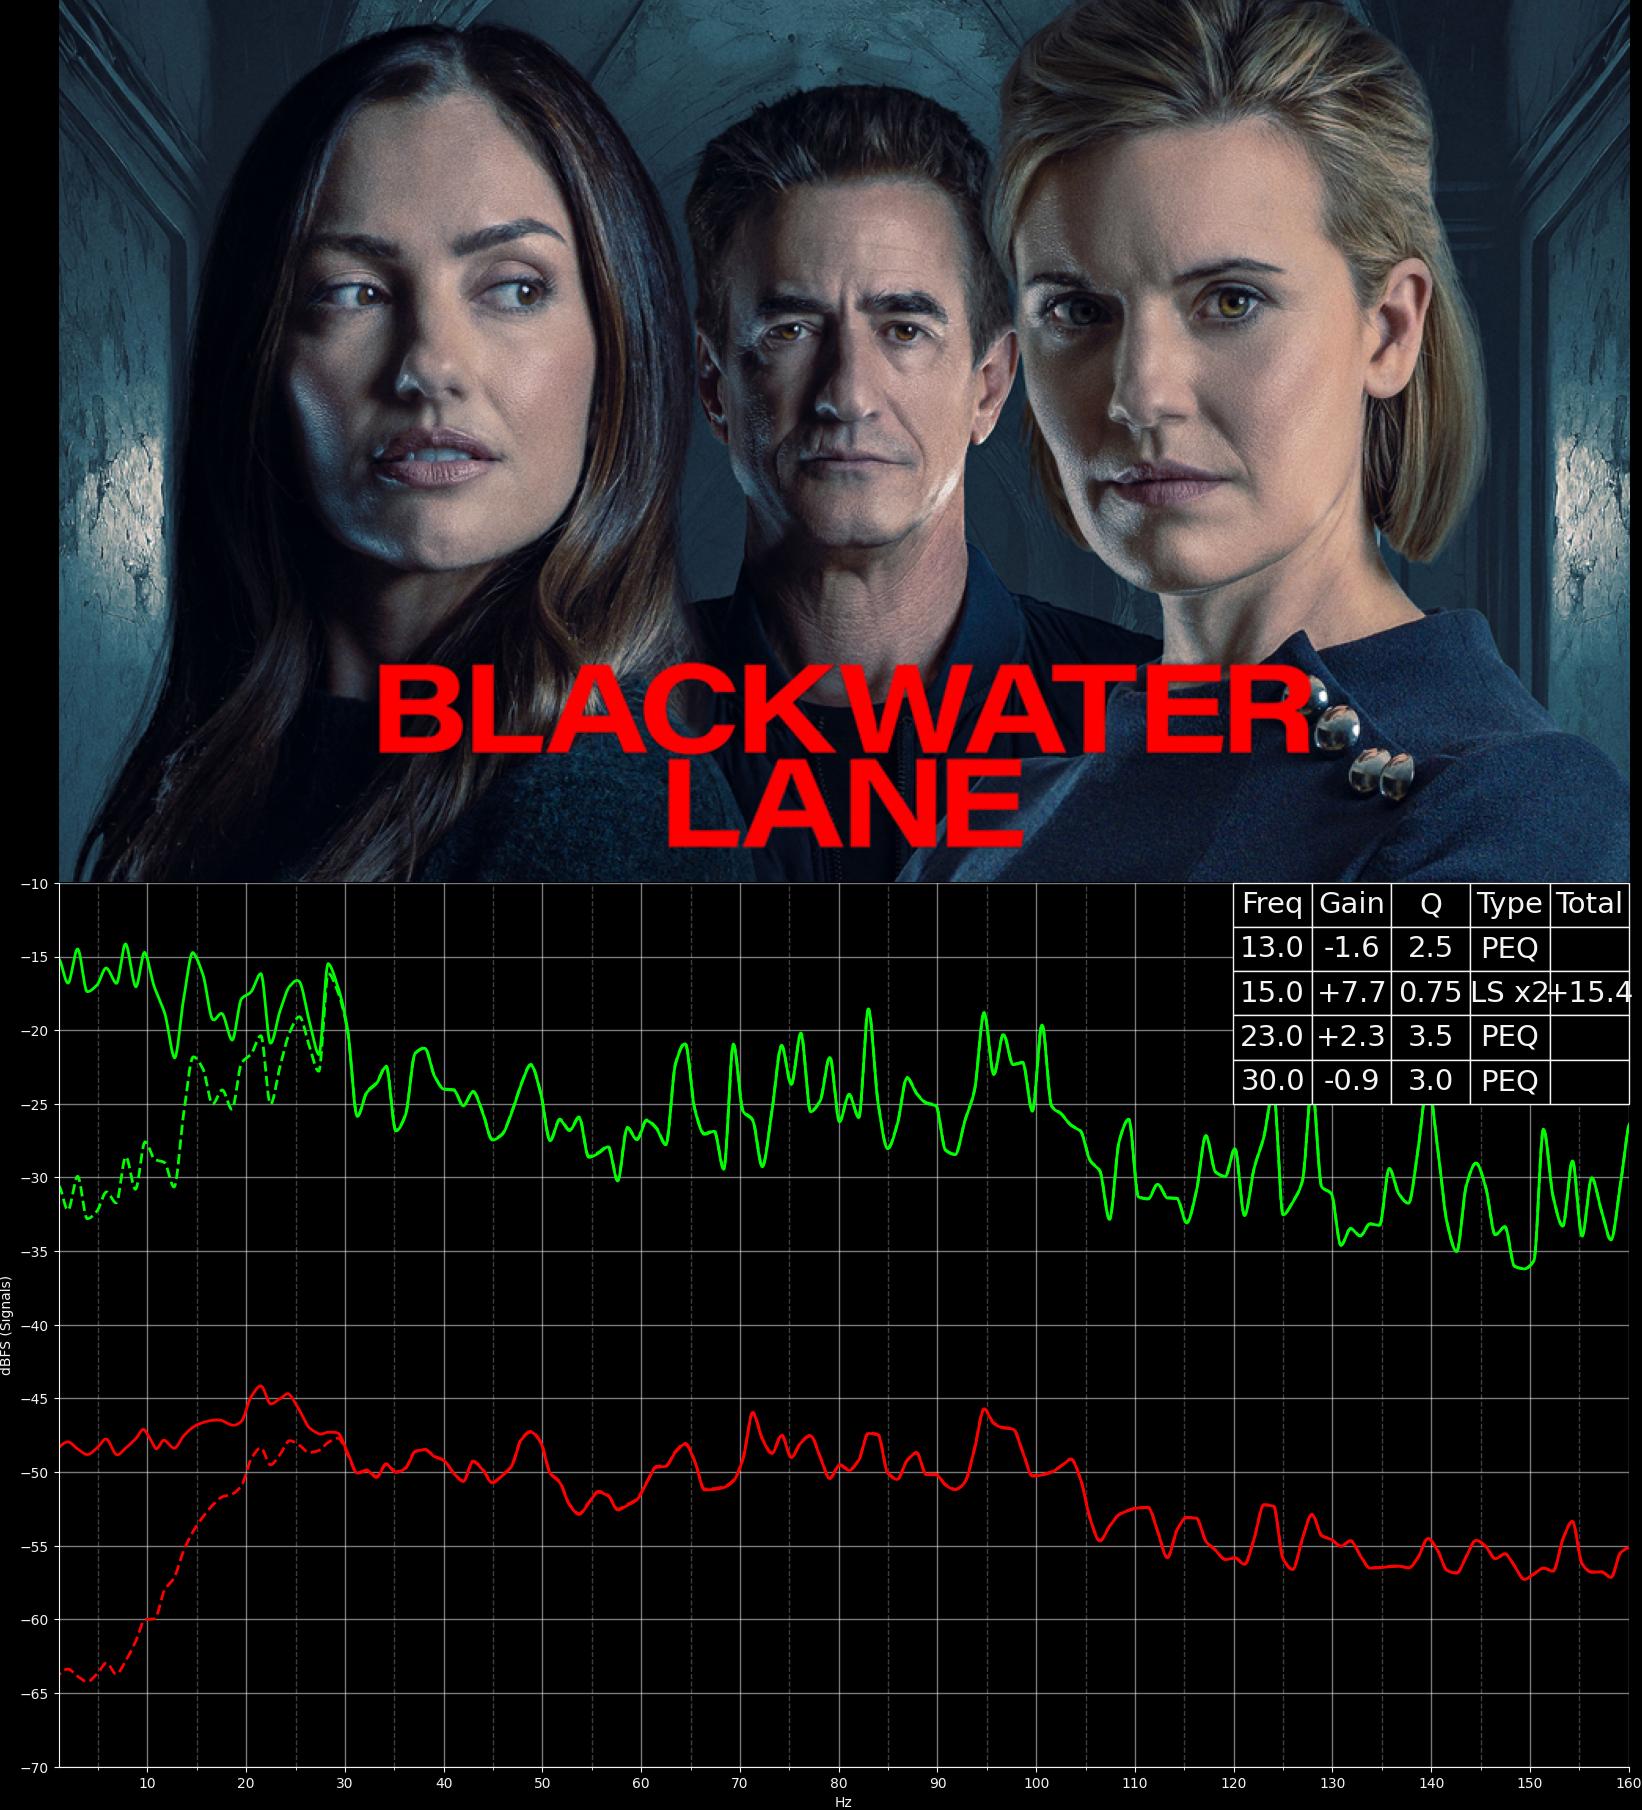 BLACKWATER
LANE
Freq Gain Q Type Total
13.0 -1.6 2.5 PEQ
15.0 +7.7 0.75 LS x2 +15.4
23.0 +2.3 3.5 PEQ
30.0 -0.9 3.0 PEQ
−10
−15
−20
−25
−30
−35
−40
−45
−50
−55
−60
−65
−70
dBFS (Signals)
10 20 30 40 50 60 70 80 90 100 110 120 130 140 150 160
Hz